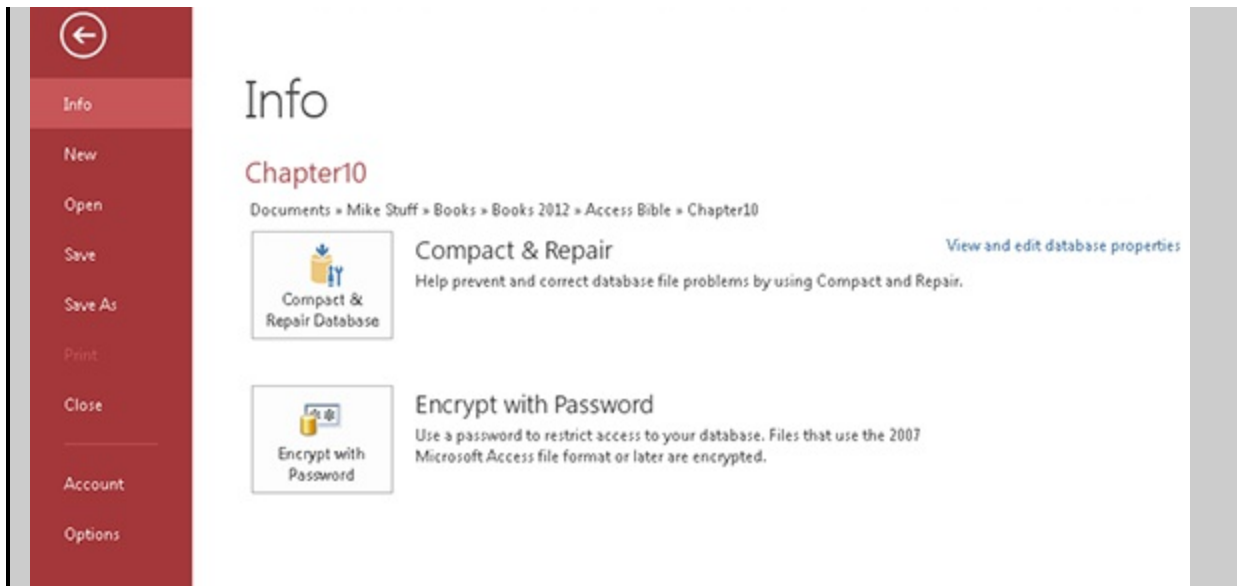 Info
New
Open
Save
Save As
Print
Close
Account
Options
Info
Chapter10
Documents » Mike Stuff » Books » Books 2012 » Access Bible » Chapter10
Compact &
Repair Database
Compact & Repair
Help prevent and correct database file problems by using Compact and Repair.
View and edit database properties
Encrypt with
Password
Encrypt with Password
Use a password to restrict access to your database. Files that use the 2007
Microsoft Access file format or later are encrypted.